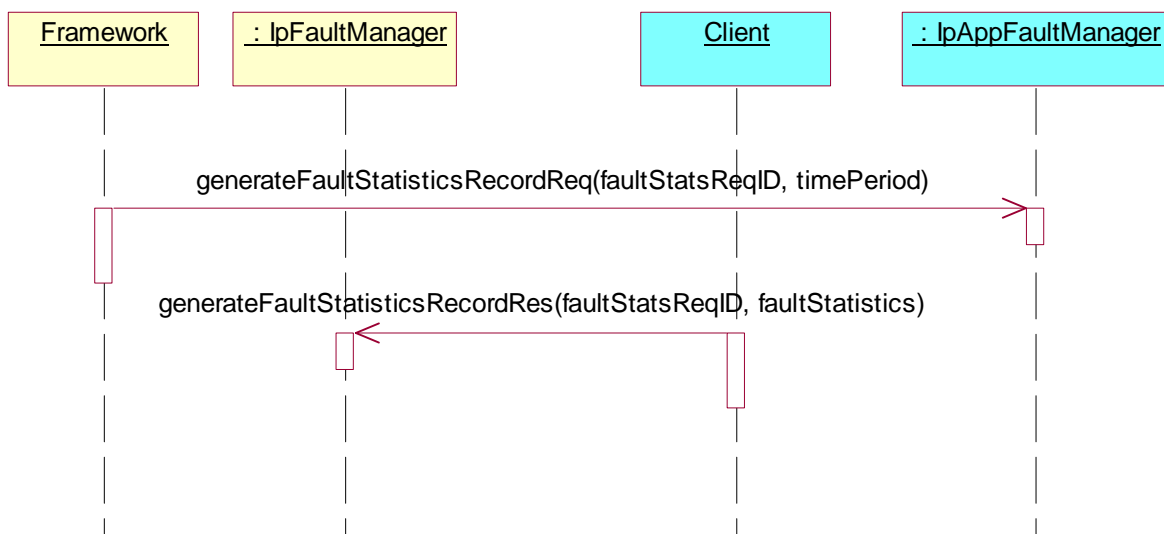 Framework
: IpFaultManager
Client
: IpAppFaultManager
generateFaultStatisticsRecordReq(faultStatsReqID, timePeriod)
generateFaultStatisticsRecordRes(faultStatsReqID, faultStatistics)